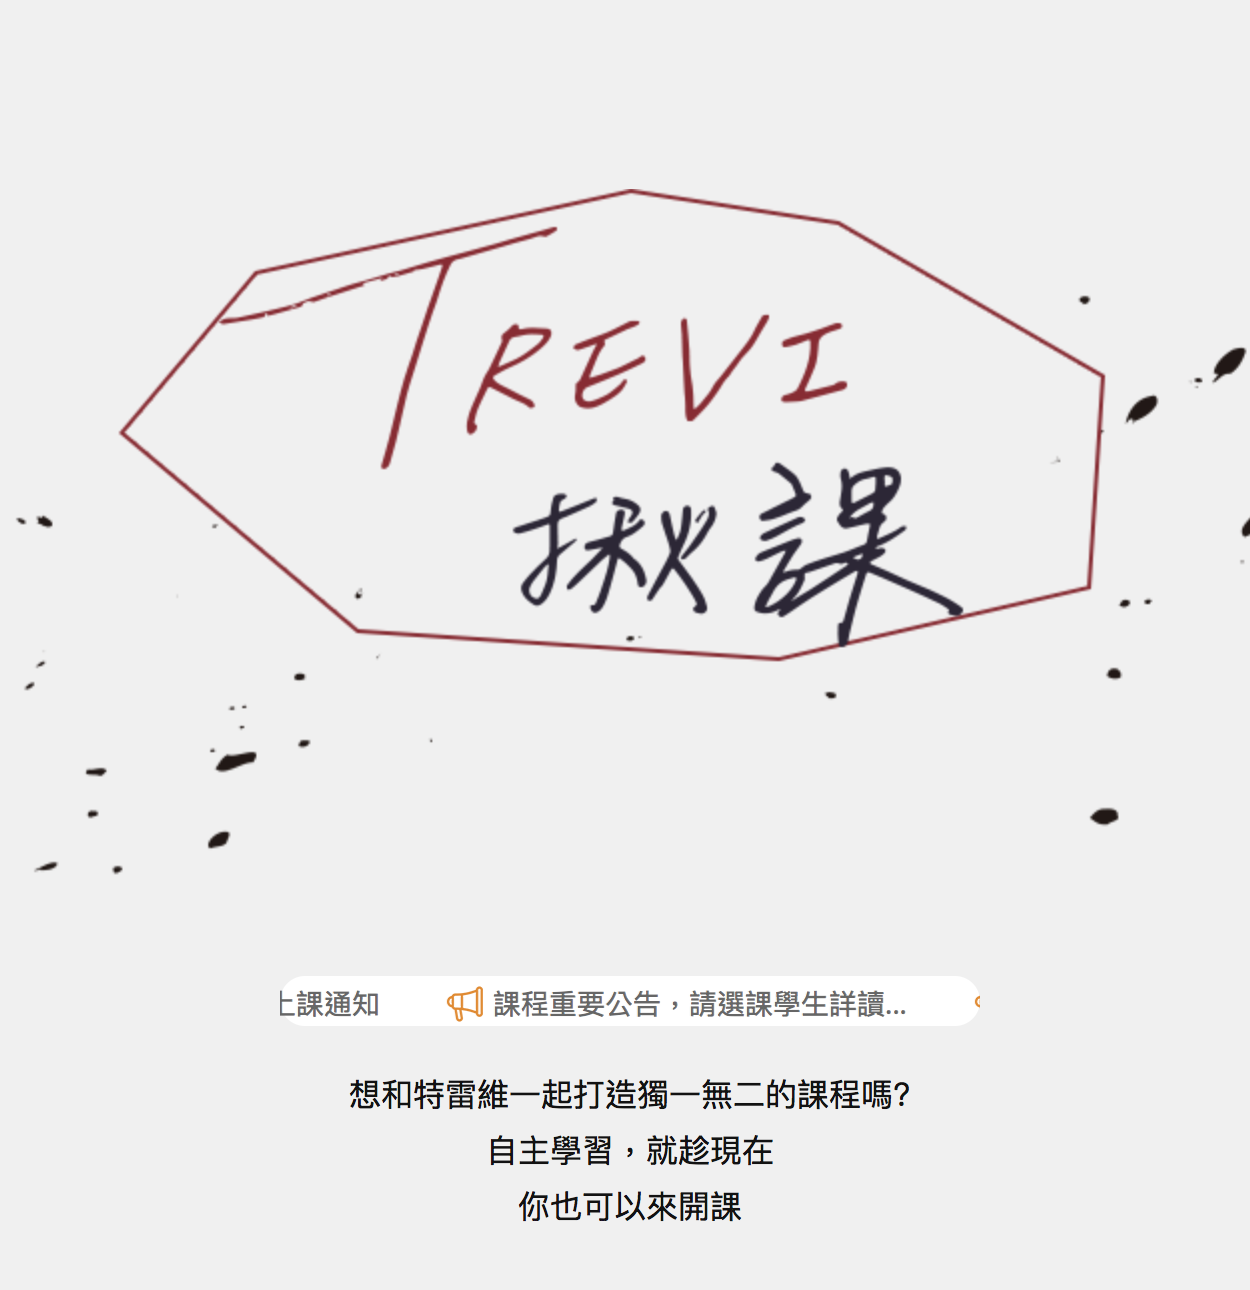 TREVI
揪課
上課通知 課程重要公告，請選課學生詳讀...
想和特雷維一起打造獨一無二的課程嗎?
自主學習，就趁現在
你也可以來開課